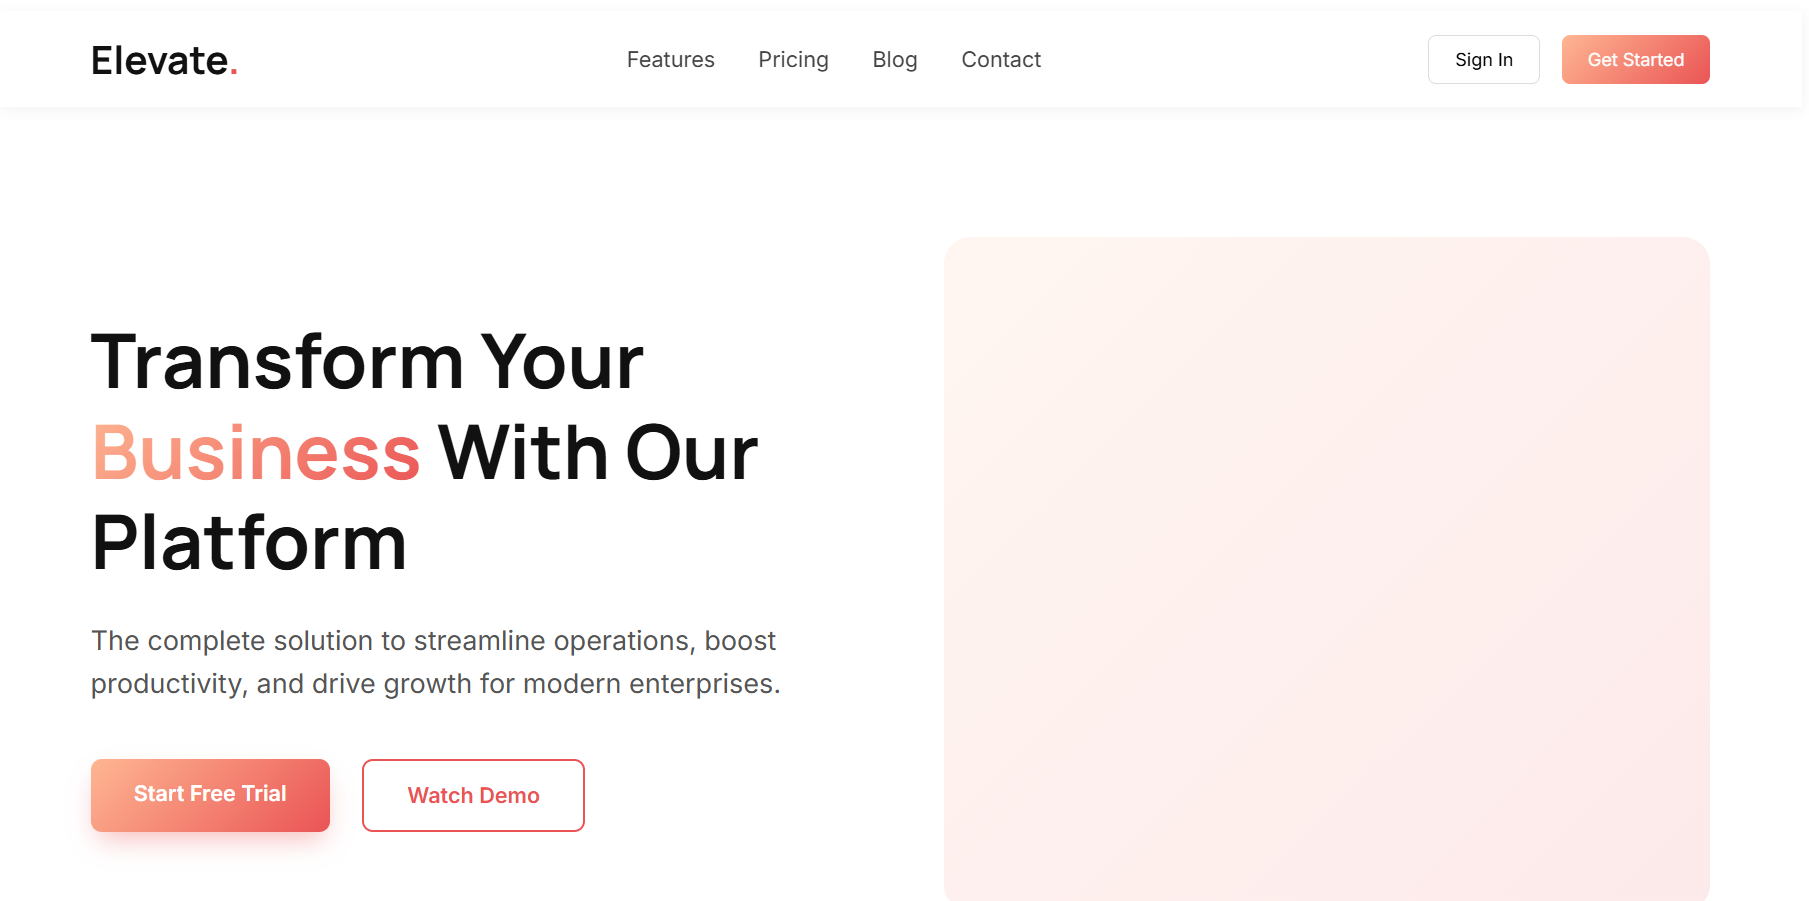 Elevate.
Features Pricing Blog Contact
Sign In
Get Started
Transform Your
Business With Our
Platform
The complete solution to streamline operations, boost
productivity, and drive growth for modern enterprises.
Start Free Trial
Watch Demo